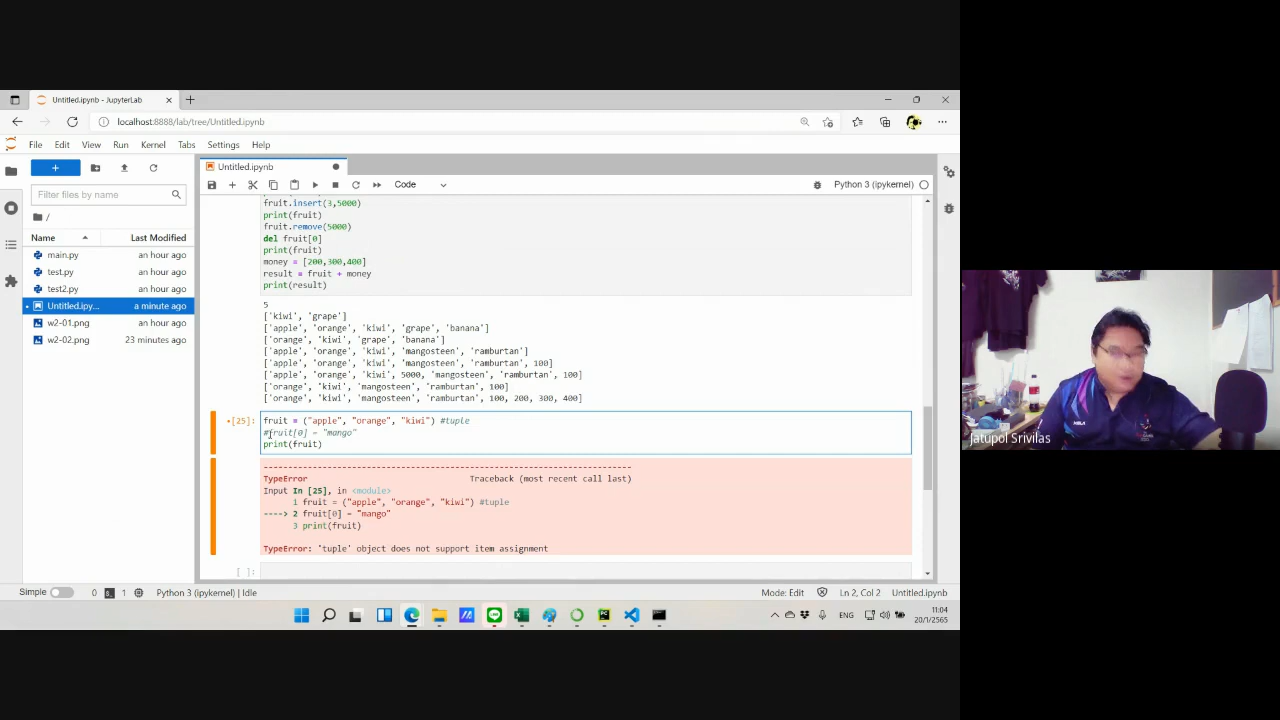 Untitled.ipynb - JupyterLab
localhost:8888/lab/tree/Untitled.ipynb
File Edit View Run Kernel Tabs Settings Help
Untitled.ipynb
Filter files by name
Code
Python 3 (ipykernel)
/
Name Last Modified
main.py an hour ago
test.py an hour ago
test2.py an hour ago
Untitled.ipy... a minute ago
w2-01.png an hour ago
w2-02.png 23 minutes ago
fruit.insert(3,5000)
print(fruit)
fruit.remove(5000)
del fruit[0]
print(fruit)
money = [200,300,400]
result = fruit + money
print(result)
5
['kiwi', 'grape']
['apple', 'orange', 'kiwi', 'grape', 'banana']
['orange', 'kiwi', 'grape', 'banana']
['apple', 'orange', 'kiwi', 'mangosteen', 'ramburtan']
['apple', 'orange', 'kiwi', 'mangosteen', 'ramburtan', 100]
['apple', 'orange', 'kiwi', 5000, 'mangosteen', 'ramburtan', 100]
['orange', 'kiwi', 'mangosteen', 'ramburtan', 100]
['orange', 'kiwi', 'mangosteen', 'ramburtan', 100, 200, 300, 400]
[25]: fruit = ("apple", "orange", "kiwi") #tuple
#fruit[0] = "mango"
print(fruit)
---------------------------------------------------------------------------
TypeError Traceback (most recent call last)
Input In [25], in <module>
1 fruit = ("apple", "orange", "kiwi") #tuple
----> 2 fruit[0] = "mango"
3 print(fruit)
TypeError: 'tuple' object does not support item assignment
[ ]:
Simple 0 1 Python 3 (ipykernel) | Idle Mode: Edit Ln 2, Col 2 Untitled.ipynb
ENG 11:04
20/1/2565
Jatupol Srivilas